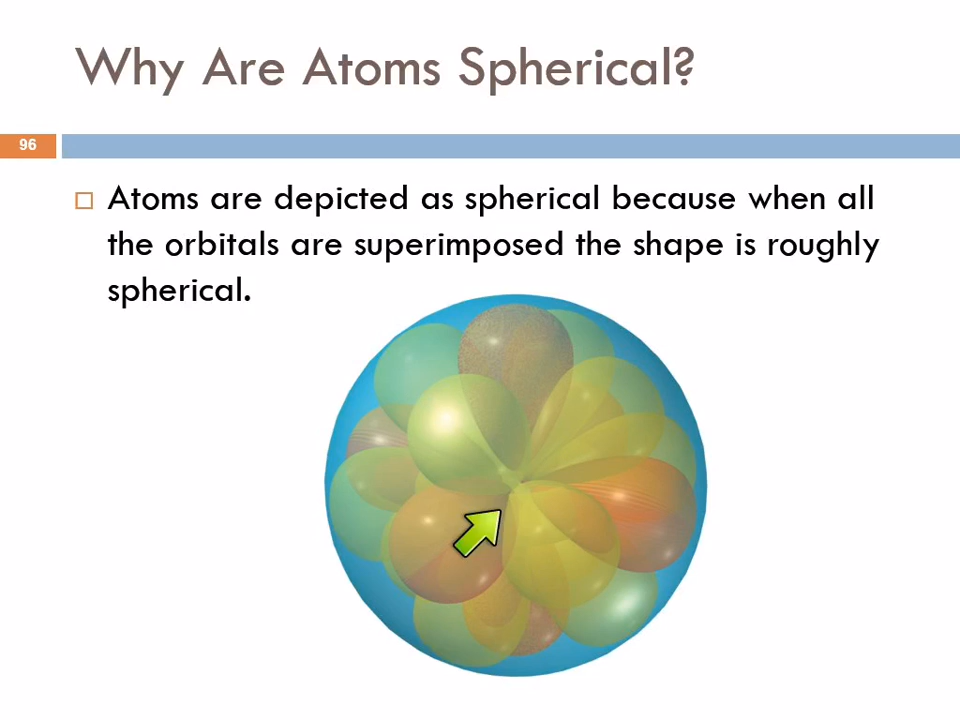 Why Are Atoms Spherical?
96
Atoms are depicted as spherical because when all
the orbitals are superimposed the shape is roughly
spherical.